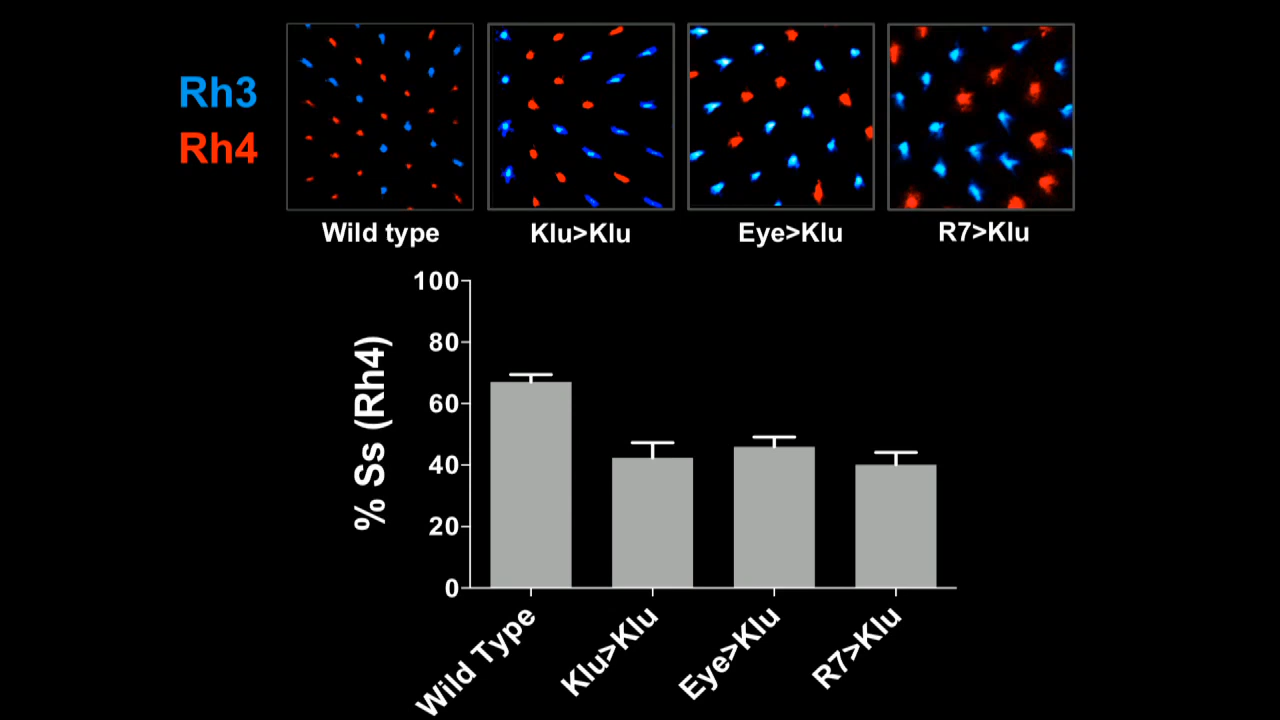 Rh3
Rh4
Wild type
Klu>Klu
Eye>Klu
R7>Klu
% Ss (Rh4)
100
80
60
40
20
0
Wild Type
Klu>Klu
Eye>Klu
R7>Klu